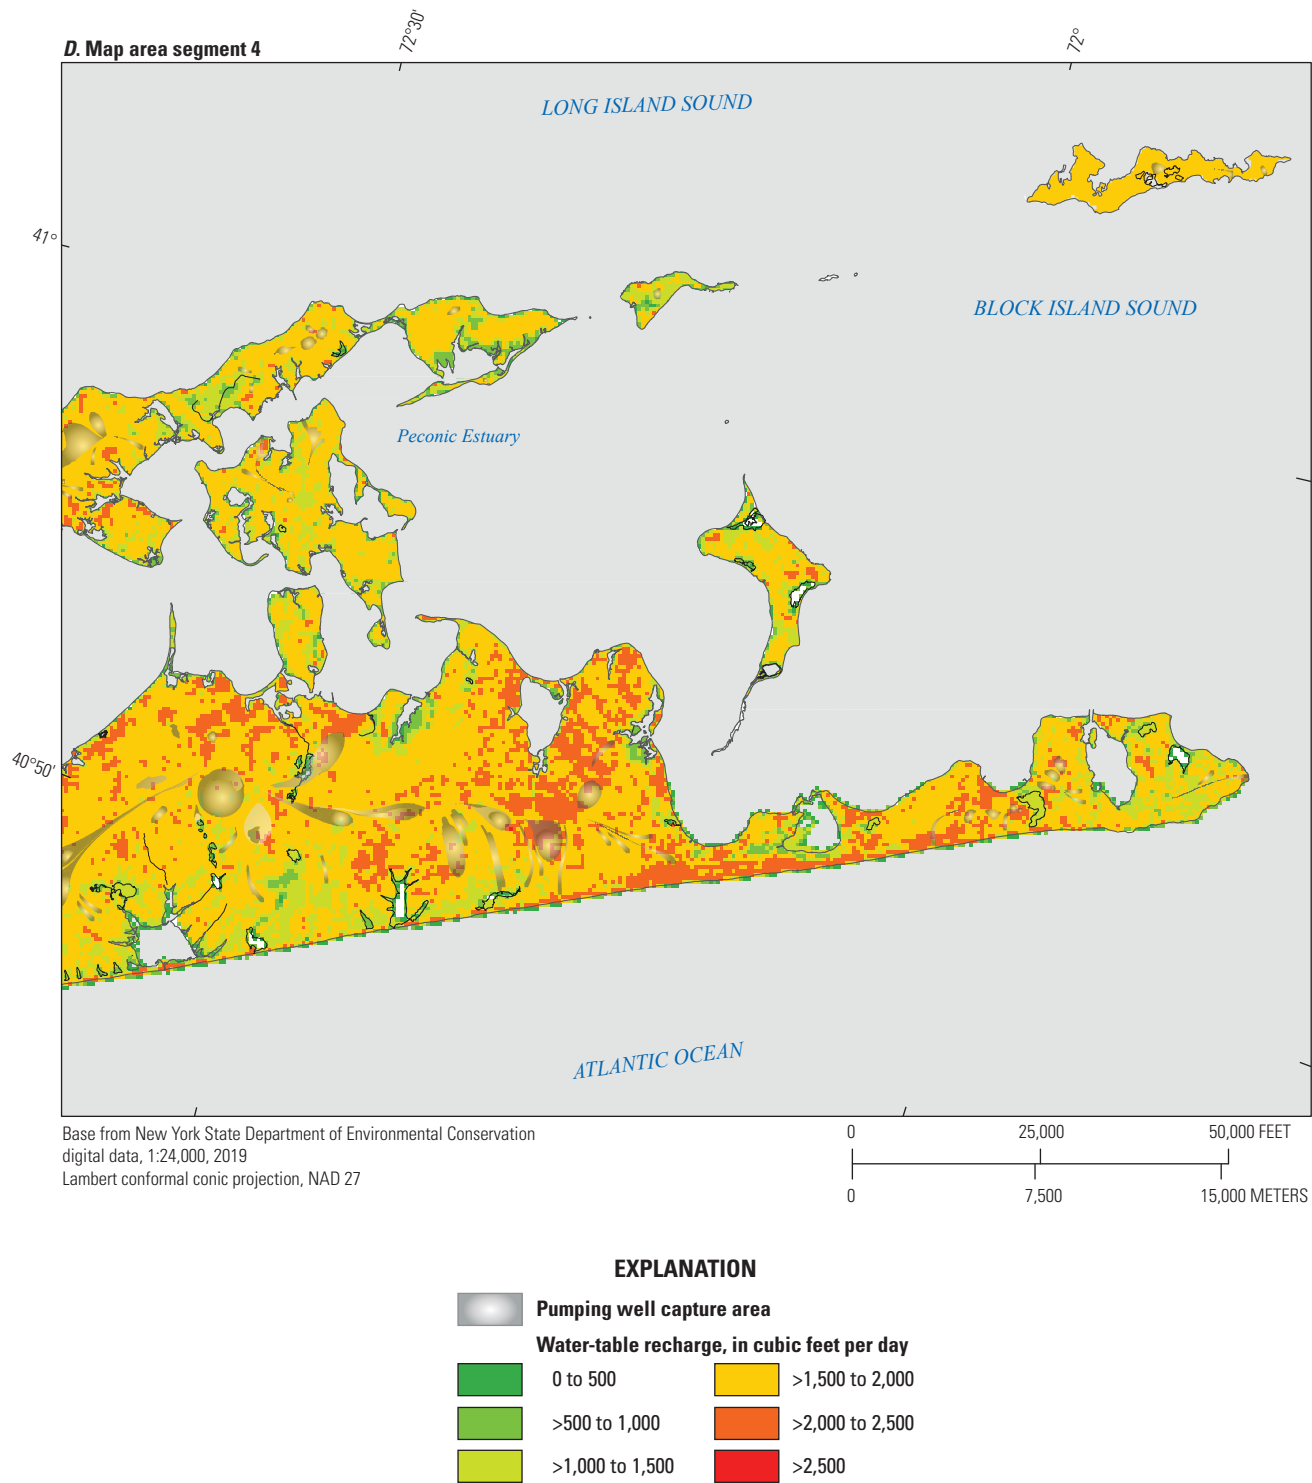 D. Map area segment 4
72°30'
72°
LONG ISLAND SOUND
41°
BLOCK ISLAND SOUND
Peconic Estuary
40°50'
ATLANTIC OCEAN
Base from New York State Department of Environmental Conservation
digital data, 1:24,000, 2019
Lambert conformal conic projection, NAD 27
0 25,000 50,000 FEET
0 7,500 15,000 METERS
EXPLANATION
Pumping well capture area
Water-table recharge, in cubic feet per day
0 to 500
>500 to 1,000
>1,000 to 1,500
>1,500 to 2,000
>2,000 to 2,500
>2,500